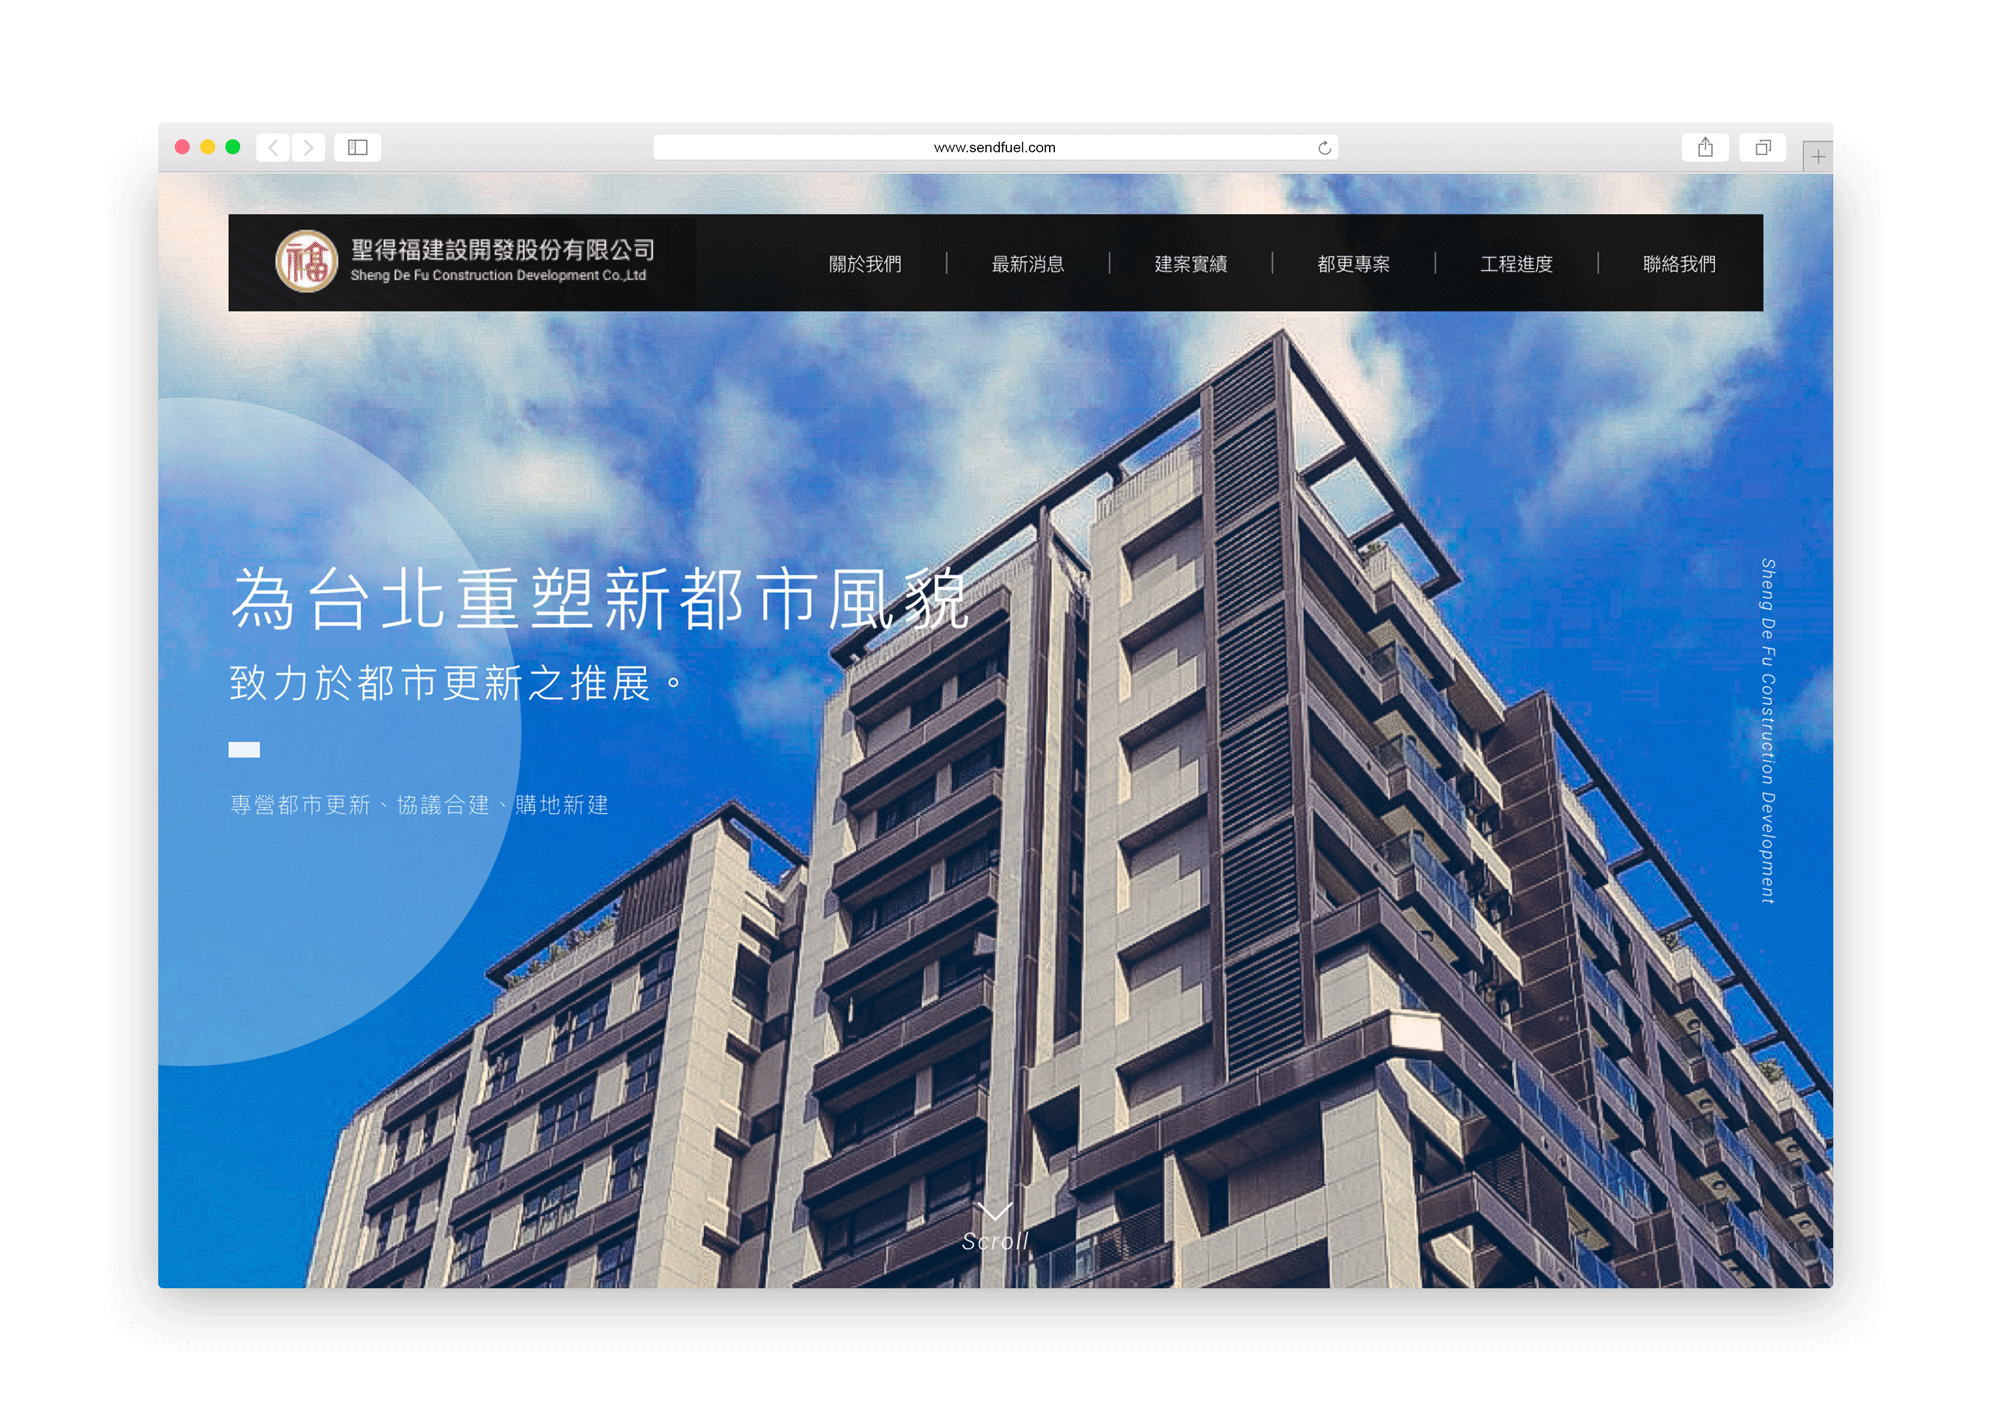 www.sendfuel.com
福
聖得福建設開發股份有限公司
Sheng De Fu Construction Development Co.,Ltd
關於我們
最新消息
建案實績
都更專案
工程進度
聯絡我們
為台北重塑新都市風貌
致力於都市更新之推展。
專營都市更新、協議合建、購地新建
Sheng De Fu Construction Development
Scroll